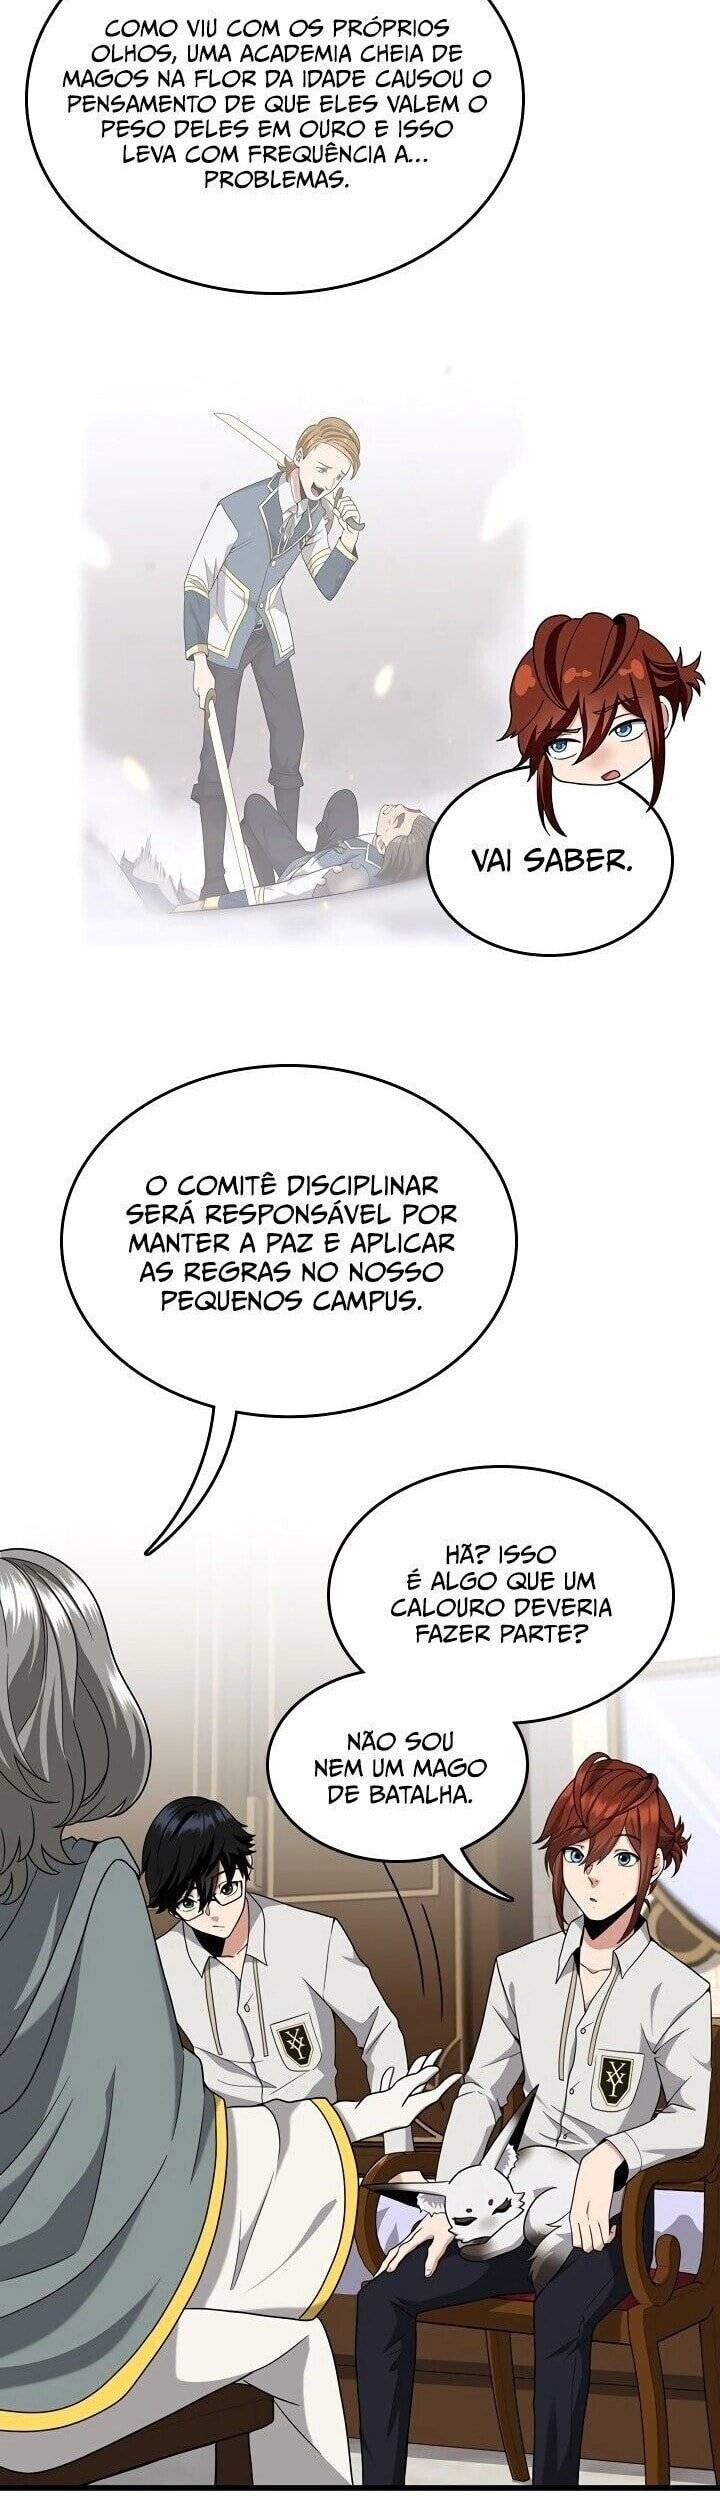 COMO VIU COM OS PRÓPRIOS
OLHOS, UMA ACADEMIA CHEIA DE
MAGOS NA FLOR DA IDADE CAUSOU O
PENSAMENTO DE QUE ELES VALEM O
PESO DELES EM OURO E ISSO
LEVA COM FREQUÊNCIA A...
PROBLEMAS.
VAI SABER.
O COMITÊ DISCIPLINAR
SERÁ RESPONSÁVEL POR
MANTER A PAZ E APLICAR
AS REGRAS NO NOSSO
PEQUENOS CAMPUS.
HÃ? ISSO
É ALGO QUE UM
CALOURO DEVERIA
FAZER PARTE?
NÃO SOU
NEM UM MAGO
DE BATALHA.